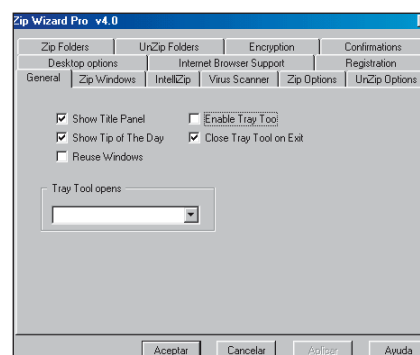 Zip Wizard Pro v4.0
Zip Folders UnZip Folders Encryption Confirmations
Desktop options Internet Browser Support Registration
General Zip Windows IntelliZip Virus Scanner Zip Options UnZip Options
Show Title Panel Enable Tray Tool
Show Tip of The Day Close Tray Tool on Exit
Reuse Windows
Tray Tool opens
Aceptar Cancelar Aplicar Ayuda